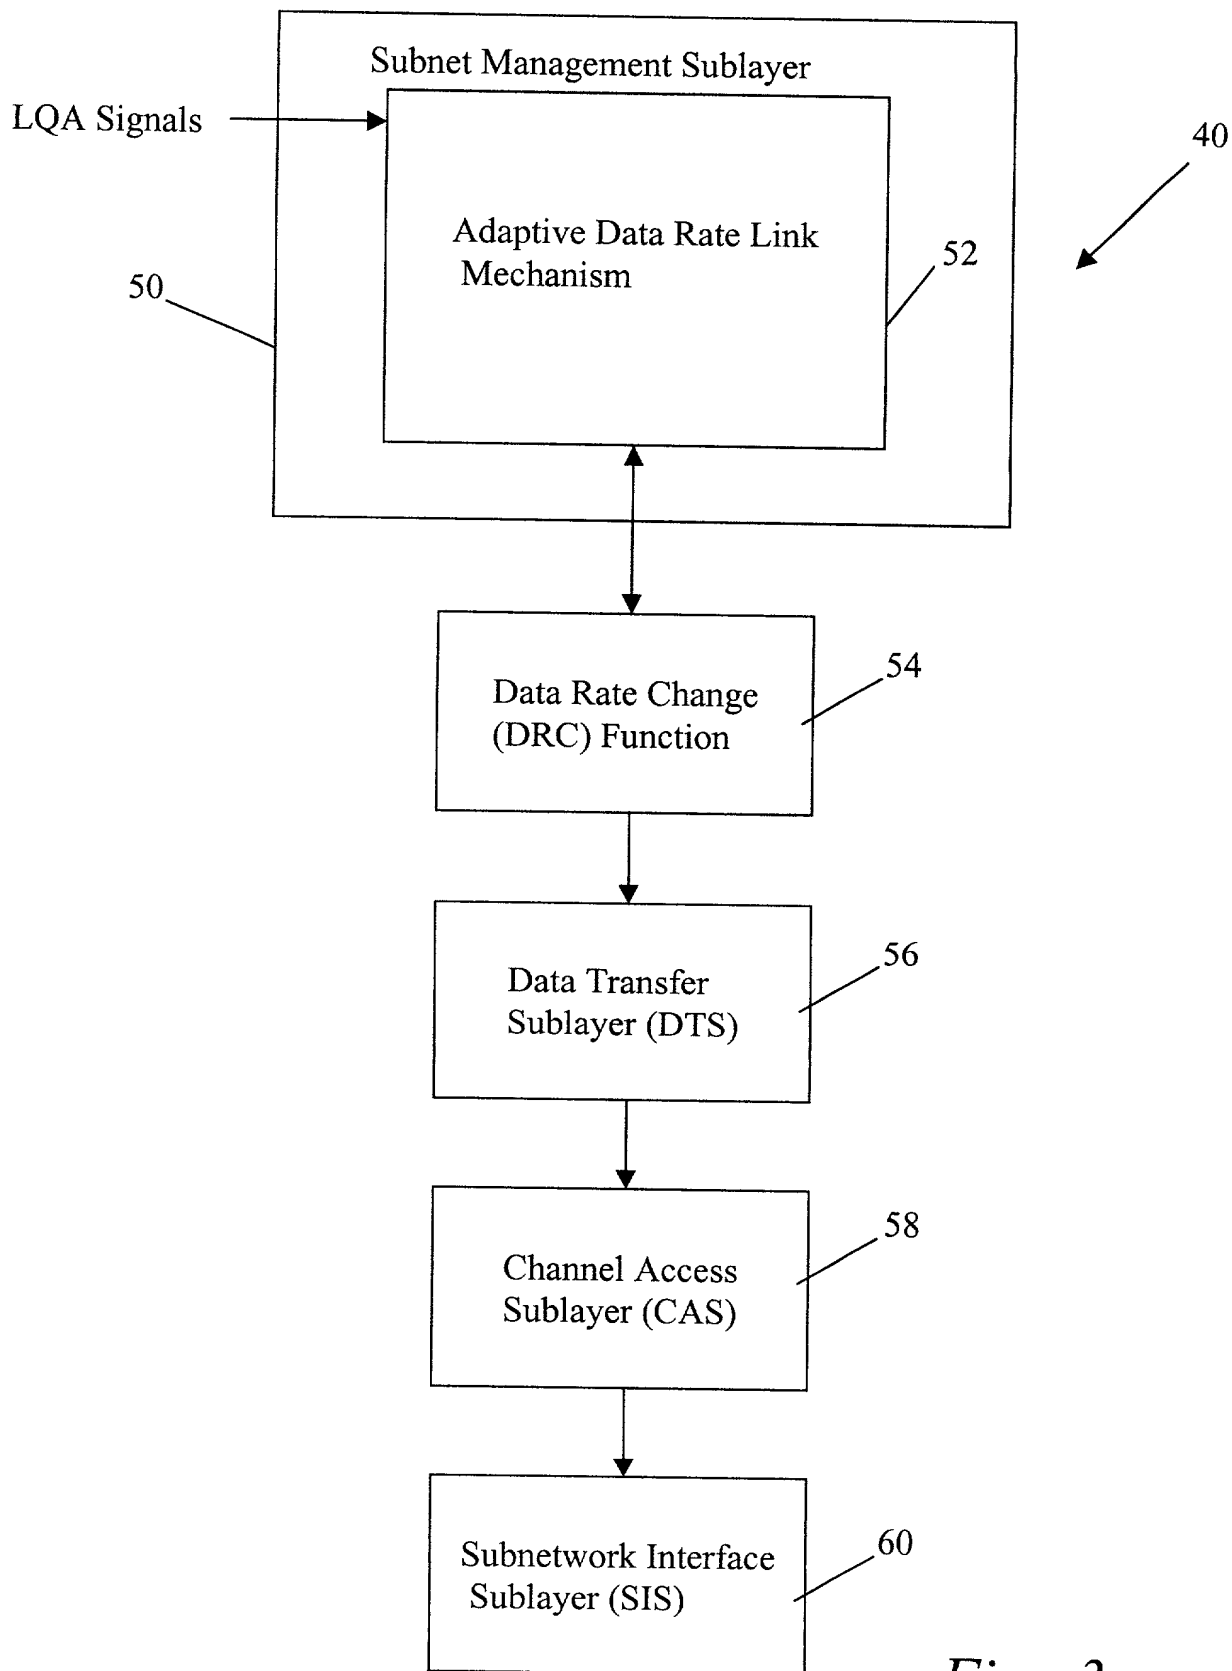 Subnet Management Sublayer
LQA Signals
40
Adaptive Data Rate Link
Mechanism
52
50
Data Rate Change
(DRC) Function
54
Data Transfer
Sublayer (DTS)
56
Channel Access
Sublayer (CAS)
58
Subnetwork Interface
Sublayer (SIS)
60